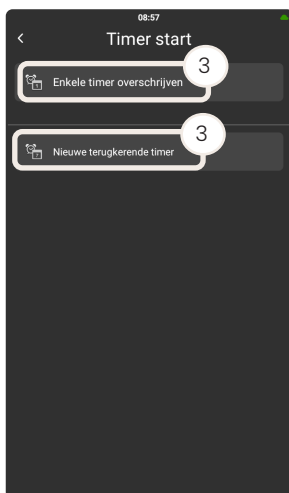 08:57
Timer start
3
Enkele timer overschrijven
3
Nieuwe terugkerende timer